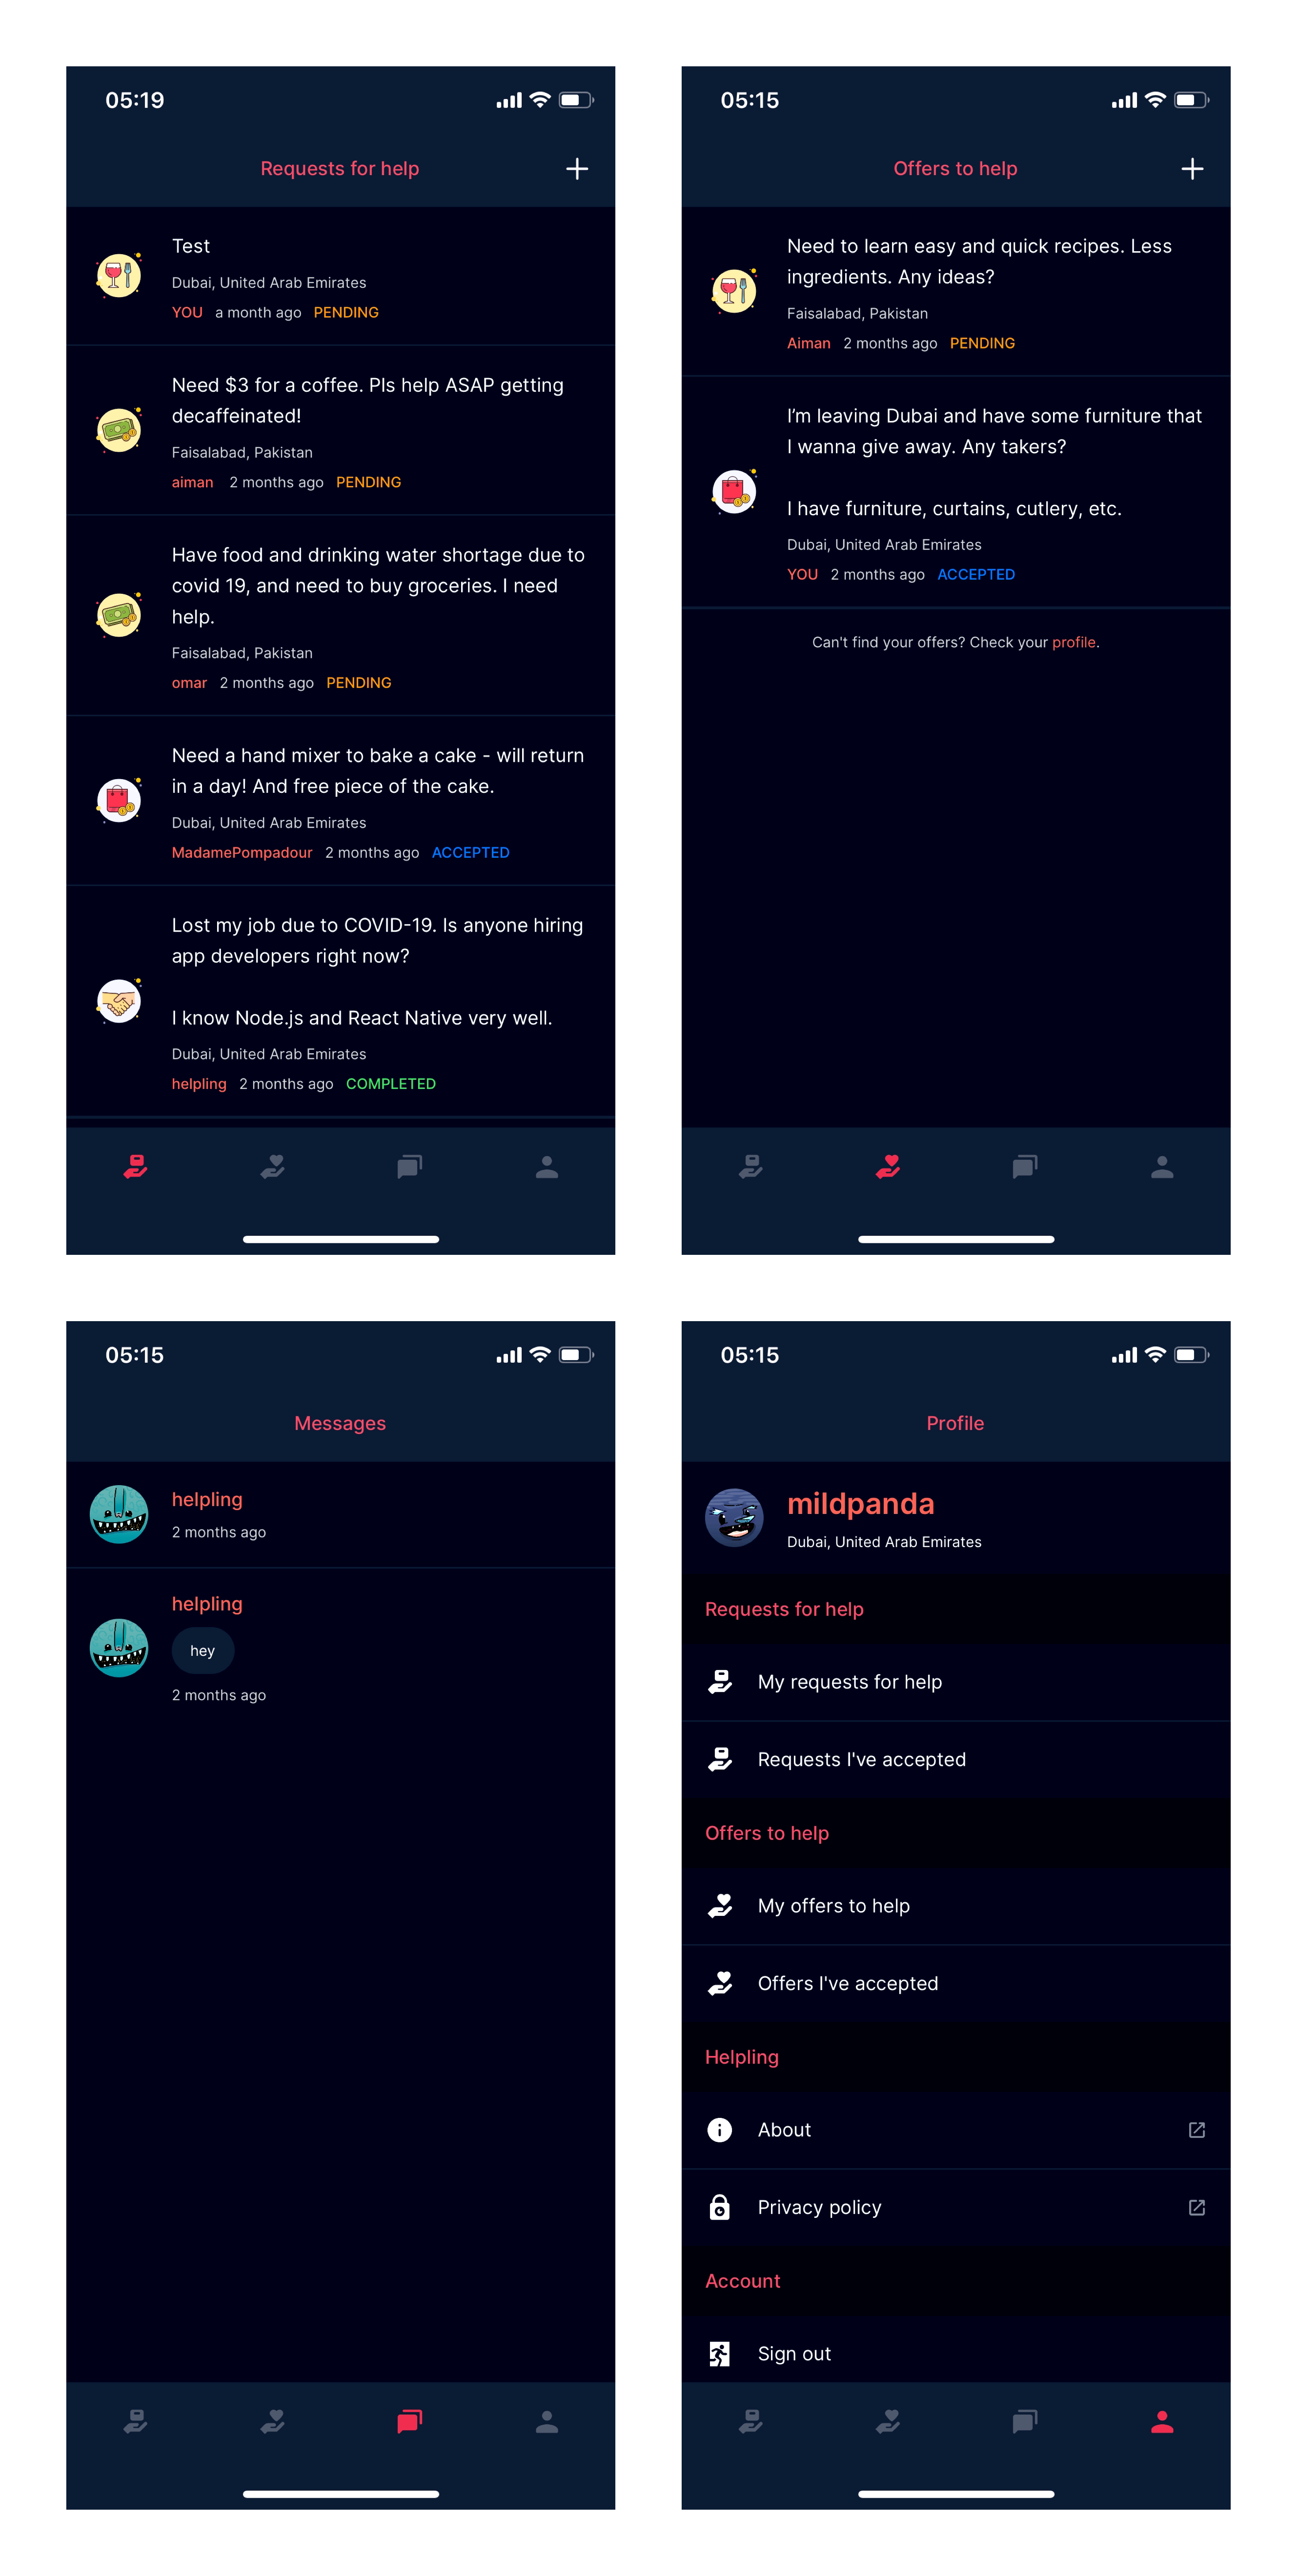 05:19
Requests for help
Test
Dubai, United Arab Emirates
YOU a month ago PENDING
Need $3 for a coffee. Pls help ASAP getting
decaffeinated!
Faisalabad, Pakistan
aiman 2 months ago PENDING
Have food and drinking water shortage due to
covid 19, and need to buy groceries. I need
help.
Faisalabad, Pakistan
omar 2 months ago PENDING
Need a hand mixer to bake a cake - will return
in a day! And free piece of the cake.
Dubai, United Arab Emirates
MadamePompadour 2 months ago ACCEPTED
Lost my job due to COVID-19. Is anyone hiring
app developers right now?
I know Node.js and React Native very well.
Dubai, United Arab Emirates
helpling 2 months ago COMPLETED
05:15
Offers to help
Need to learn easy and quick recipes. Less
ingredients. Any ideas?
Faisalabad, Pakistan
Aiman 2 months ago PENDING
I’m leaving Dubai and have some furniture that
I wanna give away. Any takers?
I have furniture, curtains, cutlery, etc.
Dubai, United Arab Emirates
YOU 2 months ago ACCEPTED
Can't find your offers? Check your profile.
05:15
Messages
helpling
2 months ago
helpling
hey
2 months ago
05:15
Profile
mildpanda
Dubai, United Arab Emirates
Requests for help
My requests for help
Requests I've accepted
Offers to help
My offers to help
Offers I've accepted
Helpling
About
Privacy policy
Account
Sign out